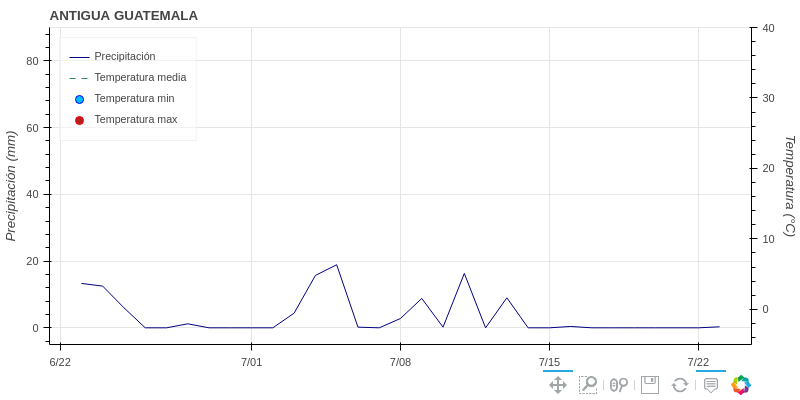 ANTIGUA GUATEMALA
Precipitación
Temperatura media
Temperatura min
Temperatura max
Precipitación (mm)
80
60
40
20
0
Temperatura (°C)
40
30
20
10
0
6/22
7/01
7/08
7/15
7/22